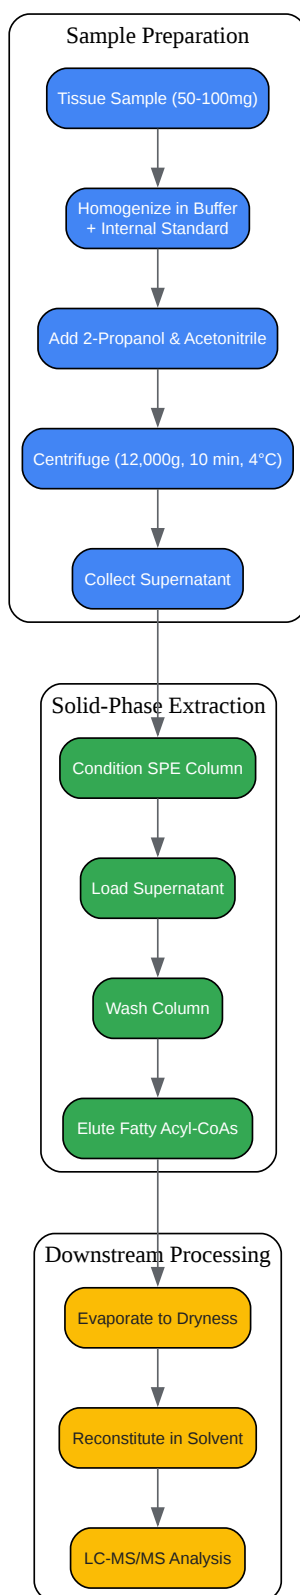 Sample Preparation
Tissue Sample (50-100mg)
Homogenize in Buffer
+ Internal Standard
Add 2-Propanol & Acetonitrile
Centrifuge (12,000g, 10 min, 4°C)
Collect Supernatant
Solid-Phase Extraction
Condition SPE Column
Load Supernatant
Wash Column
Elute Fatty Acyl-CoAs
Downstream Processing
Evaporate to Dryness
Reconstitute in Solvent
LC-MS/MS Analysis